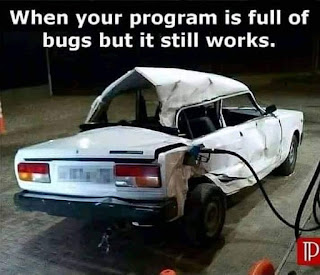 When your program is full of
bugs but it still works.